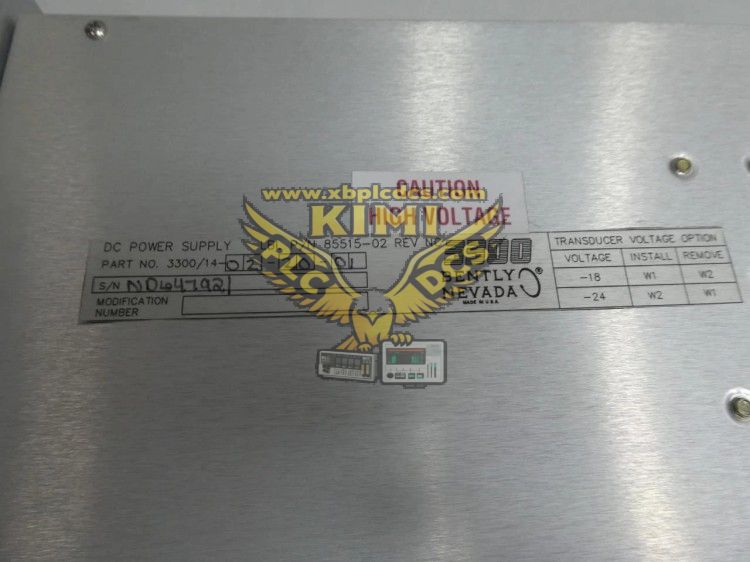 www.xbplcdcs.com
CAUTION
KIMI
HIGH VOLTAGE
PLC DCS
DC POWER SUPPLY LBL P/N 85515-02 REV
3300
PART NO. 3300/14-02
01
S/N
MODIFICATION
NUMBER
BENTLY
NEVADA
®
MADE IN U.S.A.
TRANSDUCER VOLTAGE OPTION
VOLTAGE INSTALL REMOVE
-18 W1 W2
-24 W2 W1